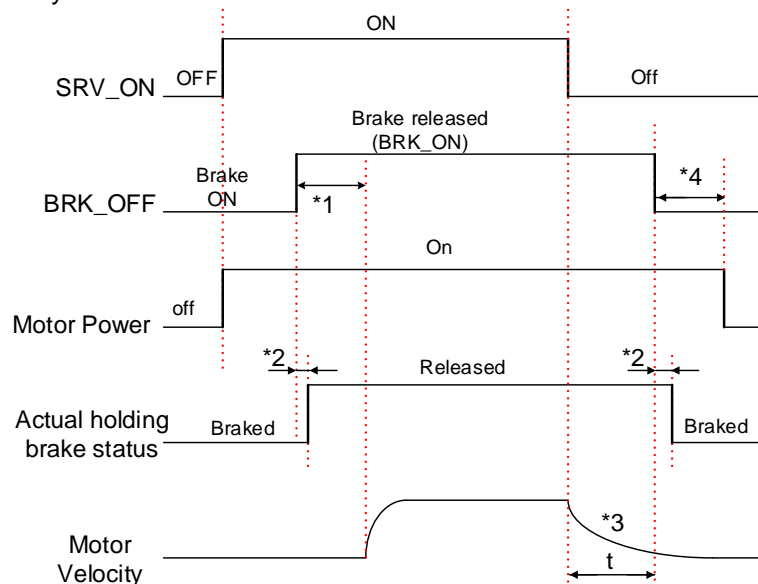 ON
SRV_ON
OFF
Off
Brake released
(BRK_ON)
Brake
ON
BRK_OFF
*1
*4
On
off
Motor Power
*2
Released
*2
Actual holding
brake status
Braked
Braked
*3
Motor
Velocity
t